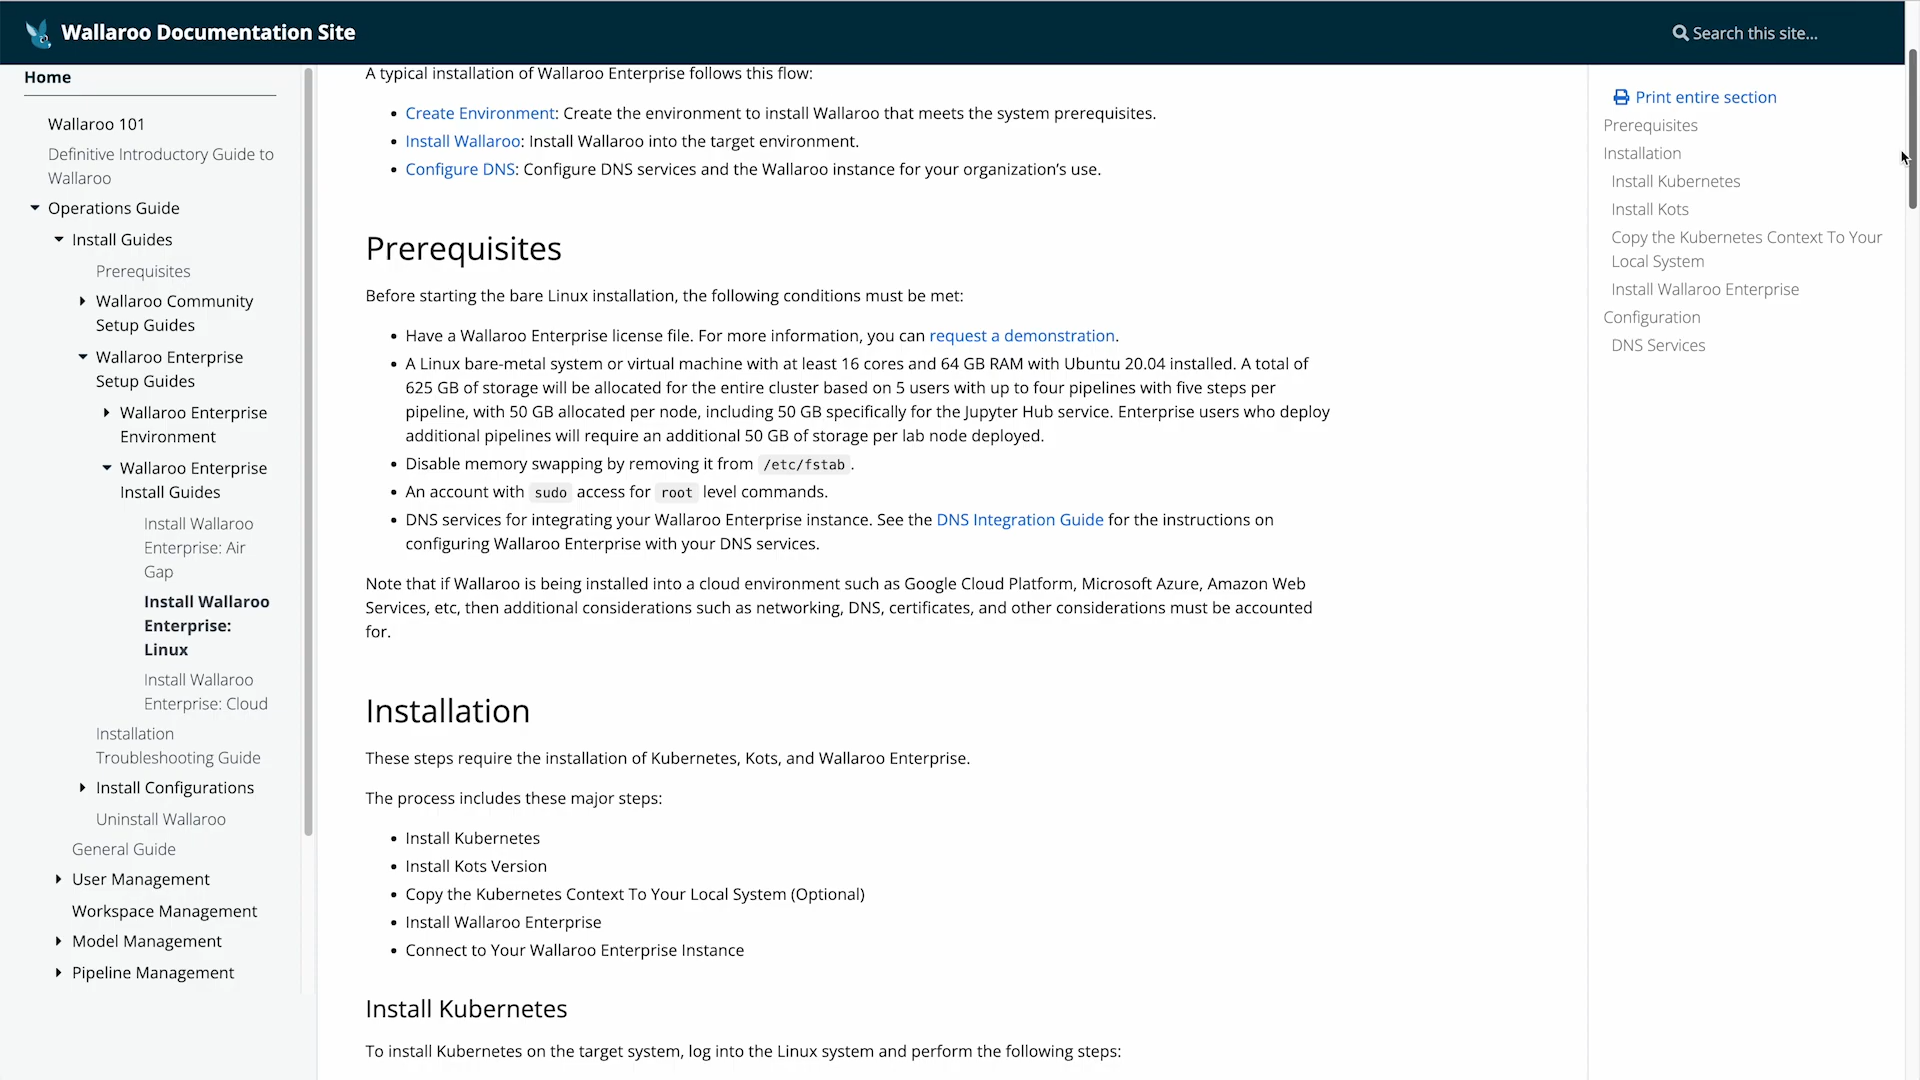 Wallaroo Documentation Site
Search this site...
Home
Wallaroo 101
Definitive Introductory Guide to
Wallaroo
Operations Guide
Install Guides
Prerequisites
Wallaroo Community
Setup Guides
Wallaroo Enterprise
Setup Guides
Wallaroo Enterprise
Environment
Wallaroo Enterprise
Install Guides
Install Wallaroo
Enterprise: Air
Gap
Install Wallaroo
Enterprise:
Linux
Install Wallaroo
Enterprise: Cloud
Installation
Troubleshooting Guide
Install Configurations
Uninstall Wallaroo
General Guide
User Management
Workspace Management
Model Management
Pipeline Management
A typical installation of Wallaroo Enterprise follows this flow:
• Create Environment: Create the environment to install Wallaroo that meets the system prerequisites.
• Install Wallaroo: Install Wallaroo into the target environment.
• Configure DNS: Configure DNS services and the Wallaroo instance for your organization’s use.
Prerequisites
Before starting the bare Linux installation, the following conditions must be met:
• Have a Wallaroo Enterprise license file. For more information, you can request a demonstration.
• A Linux bare-metal system or virtual machine with at least 16 cores and 64 GB RAM with Ubuntu 20.04 installed. A total of
625 GB of storage will be allocated for the entire cluster based on 5 users with up to four pipelines with five steps per
pipeline, with 50 GB allocated per node, including 50 GB specifically for the Jupyter Hub service. Enterprise users who deploy
additional pipelines will require an additional 50 GB of storage per lab node deployed.
• Disable memory swapping by removing it from /etc/fstab.
• An account with sudo access for root level commands.
• DNS services for integrating your Wallaroo Enterprise instance. See the DNS Integration Guide for the instructions on
configuring Wallaroo Enterprise with your DNS services.
Note that if Wallaroo is being installed into a cloud environment such as Google Cloud Platform, Microsoft Azure, Amazon Web
Services, etc, then additional considerations such as networking, DNS, certificates, and other considerations must be accounted
for.
Installation
These steps require the installation of Kubernetes, Kots, and Wallaroo Enterprise.
The process includes these major steps:
• Install Kubernetes
• Install Kots Version
• Copy the Kubernetes Context To Your Local System (Optional)
• Install Wallaroo Enterprise
• Connect to Your Wallaroo Enterprise Instance
Install Kubernetes
To install Kubernetes on the target system, log into the Linux system and perform the following steps:
Print entire section
Prerequisites
Installation
Install Kubernetes
Install Kots
Copy the Kubernetes Context To Your
Local System
Install Wallaroo Enterprise
Configuration
DNS Services